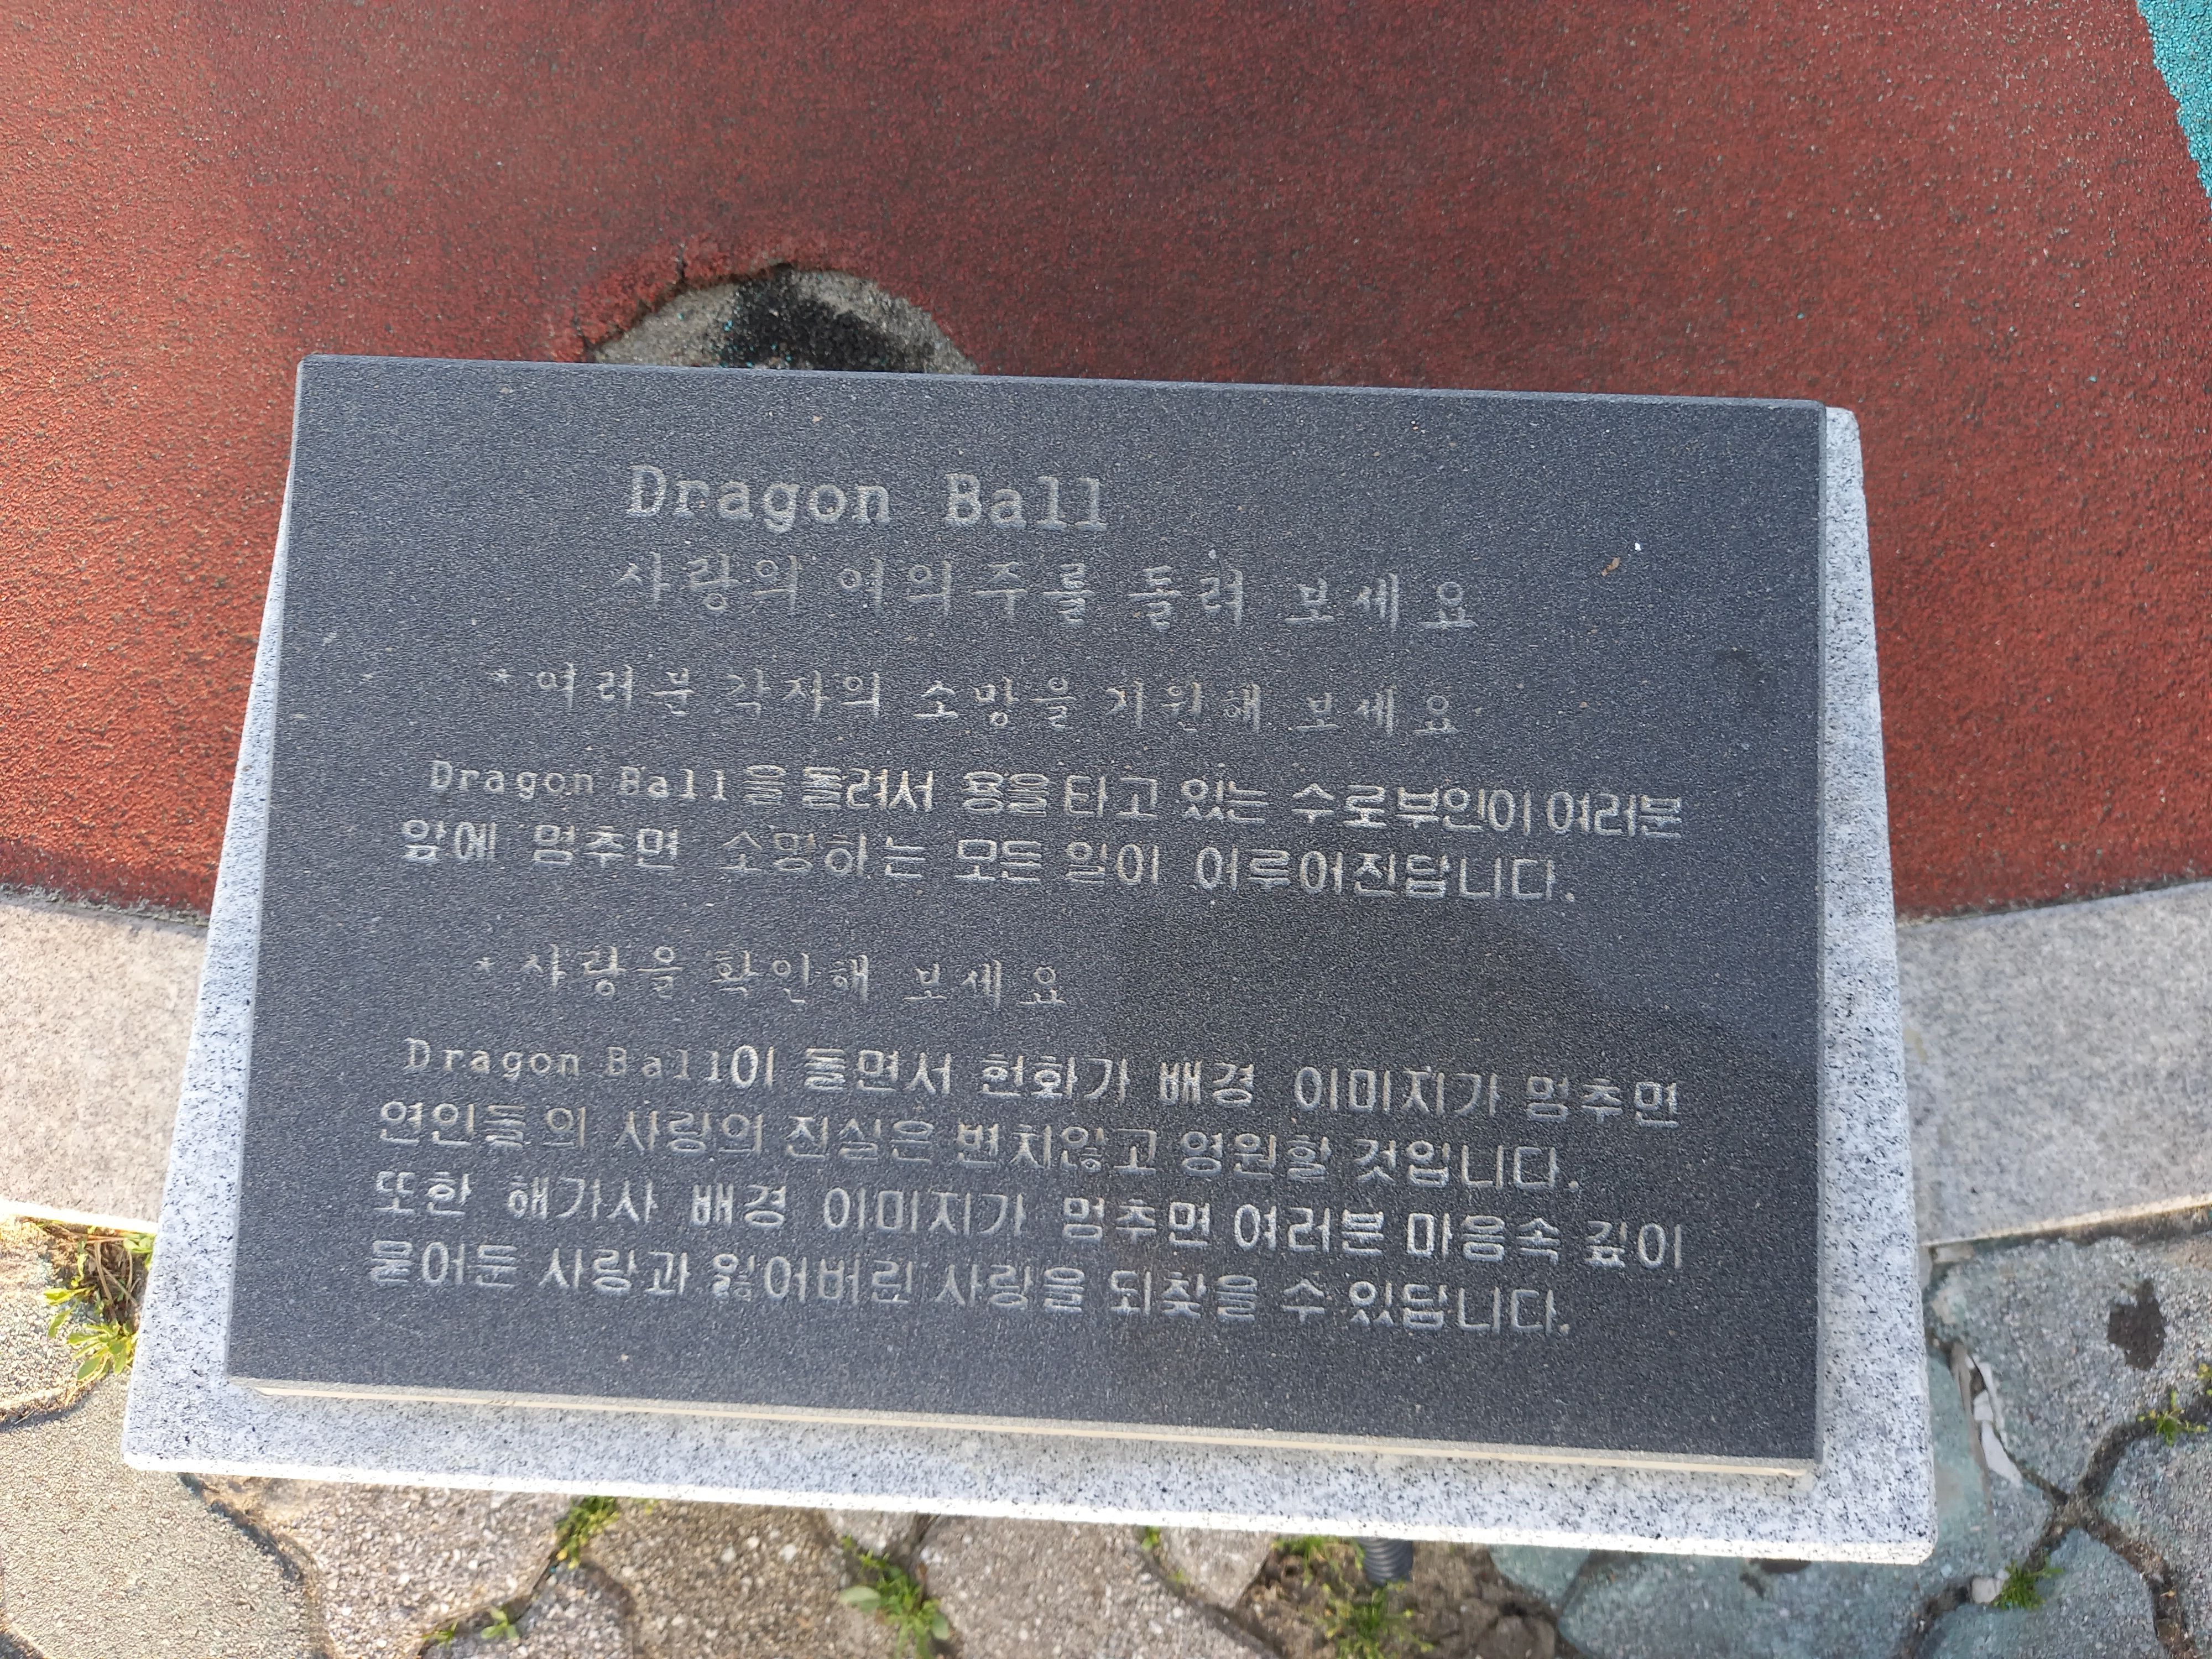 Dragon Ball
사랑의 여의주를 돌려 보세요
* 여러분 각자의 소망을 기원해 보세요
Dragon Ball을 돌려서 용을 타고 있는 수로부인이 여러분
앞에 멈추면 소망하는 모든 일이 이루어진답니다.
* 사랑을 확인해 보세요
Dragon Ball이 돌면서 헌화가 배경 이미지가 멈추면
연인들의 사랑의 진실은 변치않고 영원할 것입니다.
또한 해가사 배경 이미지가 멈추면 여러분 마음속 깊이
묻어둔 사랑과 잃어버린 사랑을 되찾을 수 있답니다.